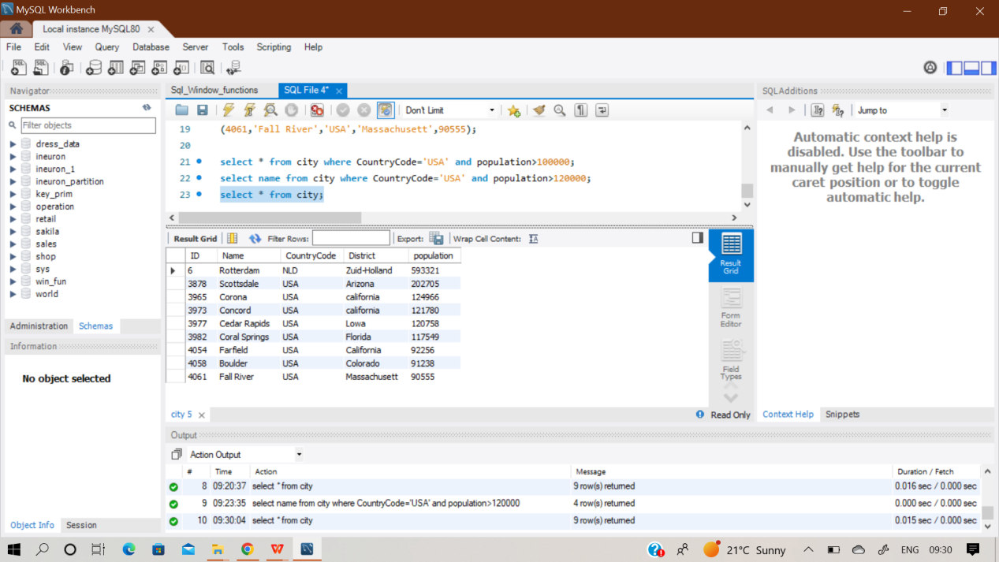 MySQL Workbench
Local instance MySQL80
File Edit View Query Database Server Tools Scripting Help
Navigator
SCHEMAS
Filter objects
dress_data
ineuron
ineuron_1
ineuron_partition
key_prim
operation
retail
sakila
sales
shop
sys
win_fun
world
Administration Schemas
Information
No object selected
Object Info Session
Sql_Window_functions SQL File 4*
Don't Limit
19 (4061,'Fall River','USA','Massachusett',90555);
20
21 select * from city where CountryCode='USA' and population>100000;
22 select name from city where CountryCode='USA' and population>120000;
23 select * from city;
Result Grid Filter Rows: Export: Wrap Cell Content:
ID Name CountryCode District population
6 Rotterdam NLD Zuid-Holland 593321
3878 Scottsdale USA Arizona 202705
3965 Corona USA california 124966
3973 Concord USA california 121780
3977 Cedar Rapids USA Lowa 120758
3982 Coral Springs USA Florida 117549
4054 Farfield USA California 92256
4058 Boulder USA Colorado 91238
4061 Fall River USA Massachusett 90555
Result
Grid
Form
Editor
Field
Types
city 5
Read Only
SQLAdditions
Jump to
Automatic context help is
disabled. Use the toolbar to
manually get help for the current
caret position or to toggle
automatic help.
Context Help Snippets
Output
Action Output
# Time Action Message Duration / Fetch
8 09:20:37 select * from city 9 row(s) returned 0.016 sec / 0.000 sec
9 09:23:35 select name from city where CountryCode='USA' and population>120000 4 row(s) returned 0.000 sec / 0.000 sec
10 09:30:04 select * from city 9 row(s) returned 0.015 sec / 0.000 sec
21°C Sunny ENG 09:30